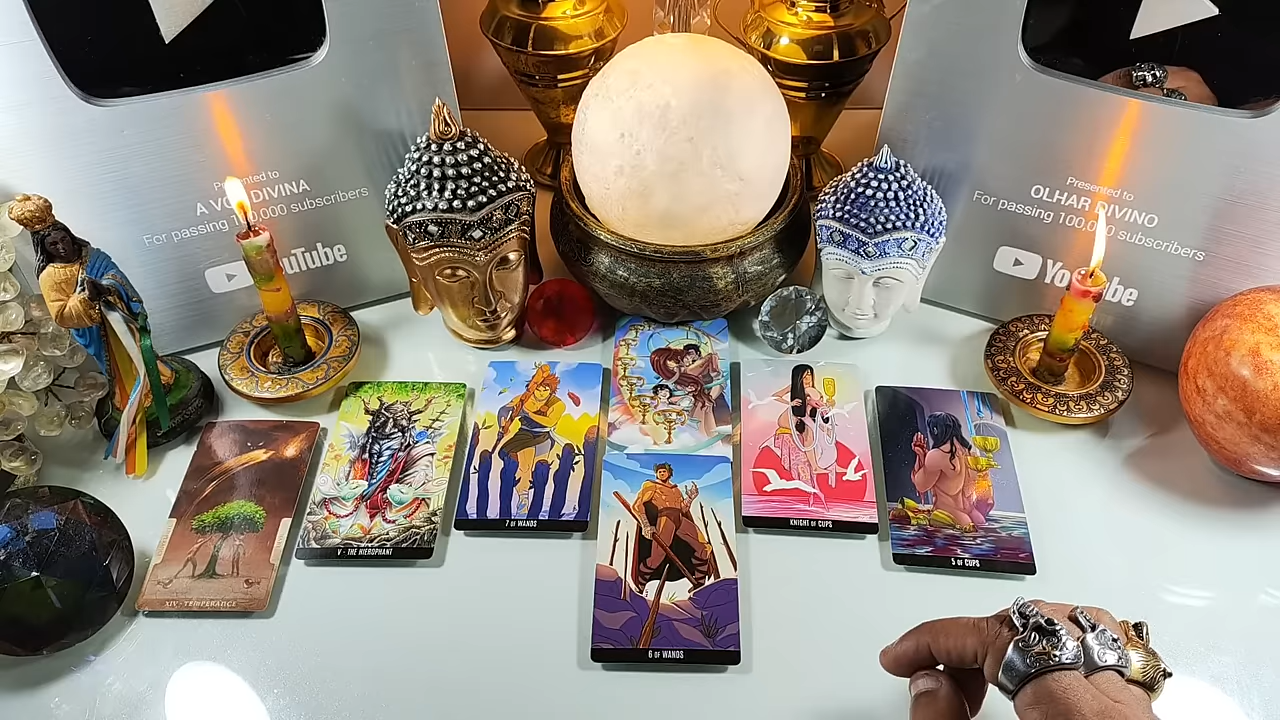 Presented to
A VOZ DIVINA
For passing 100,000 subscribers
YouTube
Presented to
OLHAR DIVINO
For passing 100,000 subscribers
YouTube
XIV - TEMPERANCE
V - THE HIEROPHANT
7 OF WANDS
6 OF WANDS
KNIGHT OF CUPS
5 OF CUPS